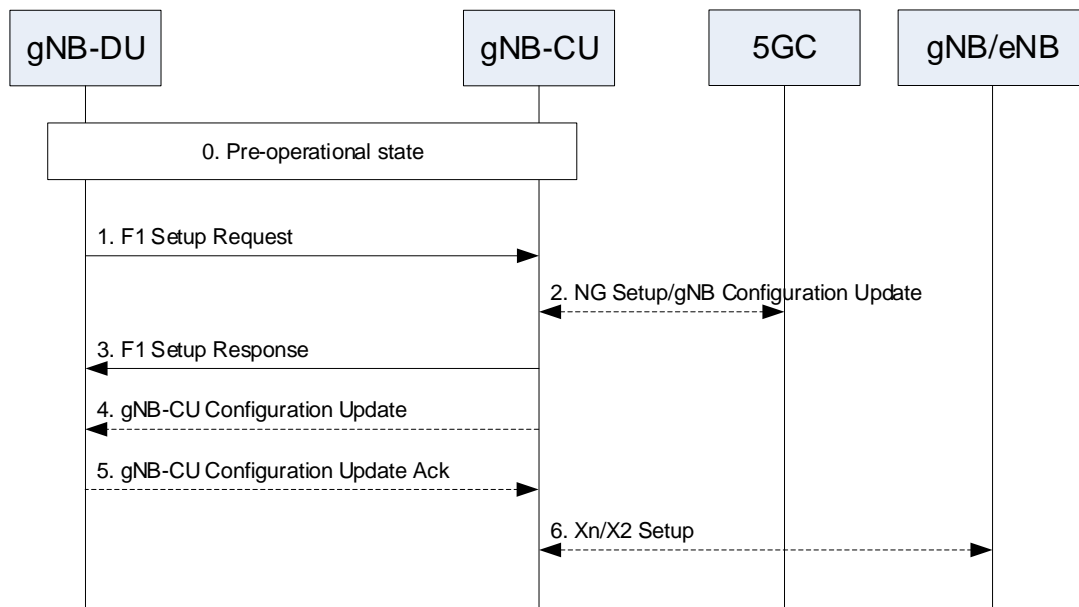 gNB-DU
gNB-CU
5GC
gNB/eNB
0. Pre-operational state
1. F1 Setup Request
2. NG Setup/gNB Configuration Update
3. F1 Setup Response
4. gNB-CU Configuration Update
5. gNB-CU Configuration Update Ack
6. Xn/X2 Setup